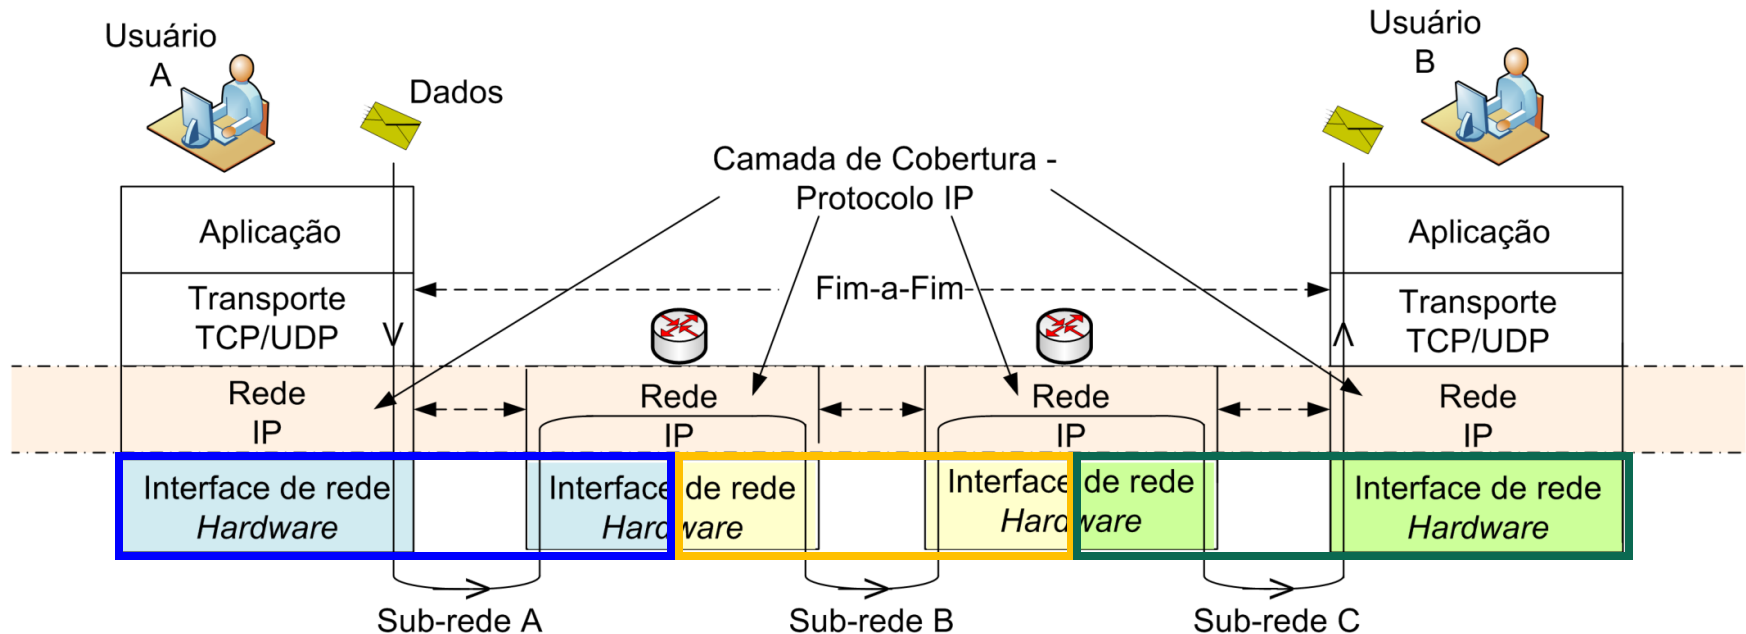 Usuário
A
Dados
Usuário
B
Camada de Cobertura -
Protocolo IP
Aplicação
Aplicação
Fim-a-Fim
Transporte
TCP/UDP
Transporte
TCP/UDP
Rede
IP
Rede
IP
Rede
IP
Rede
IP
Interface de rede
Hardware
Interface de rede
Hardware
Interface de rede
Hardware
Interface de rede
Hardware
Sub-rede A
Sub-rede B
Sub-rede C